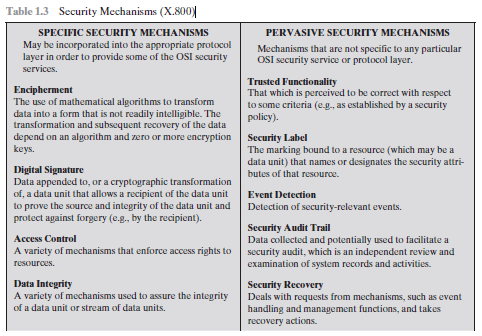 Table 1.3 Security Mechanisms (X.800)
SPECIFIC SECURITY MECHANISMS
May be incorporated into the appropriate protocol
layer in order to provide some of the OSI security
services.
Encipherment
The use of mathematical algorithms to transform
data into a form that is not readily intelligible. The
transformation and subsequent recovery of the data
depend on an algorithm and zero or more encryption
keys.
Digital Signature
Data appended to, or a cryptographic transformation
of, a data unit that allows a recipient of the data unit
to prove the source and integrity of the data unit and
protect against forgery (e.g., by the recipient).
Access Control
A variety of mechanisms that enforce access rights to
resources.
Data Integrity
A variety of mechanisms used to assure the integrity
of a data unit or stream of data units.
PERVASIVE SECURITY MECHANISMS
Mechanisms that are not specific to any particular
OSI security service or protocol layer.
Trusted Functionality
That which is perceived to be correct with respect
to some criteria (e.g., as established by a security
policy).
Security Label
The marking bound to a resource (which may be a
data unit) that names or designates the security attri-
butes of that resource.
Event Detection
Detection of security-relevant events.
Security Audit Trail
Data collected and potentially used to facilitate a
security audit, which is an independent review and
examination of system records and activities.
Security Recovery
Deals with requests from mechanisms, such as event
handling and management functions, and takes
recovery actions.